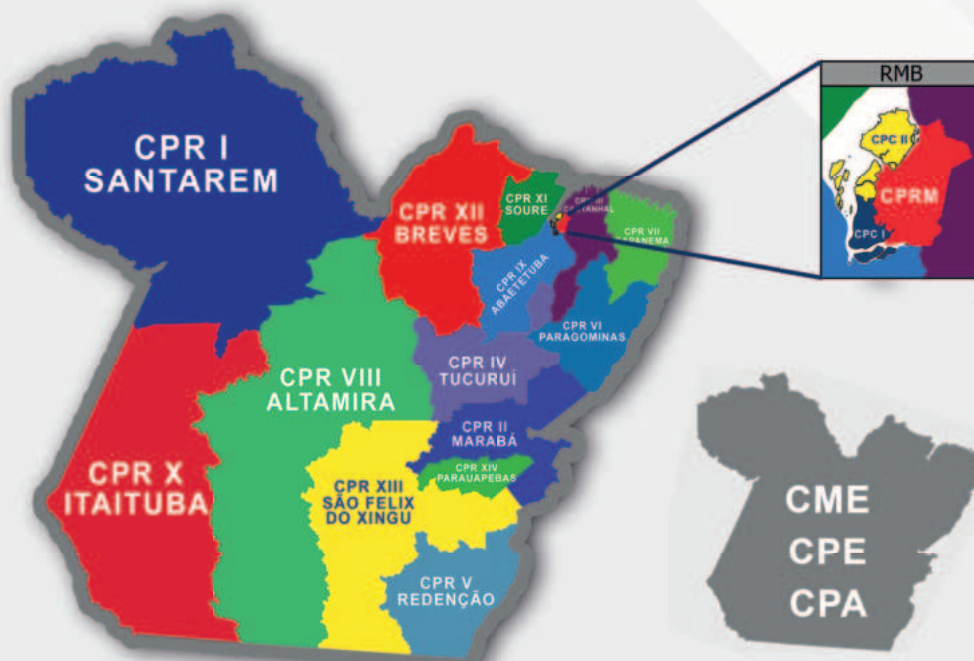 RMB
CPC II
CPRM
CPC I
CPR I
SANTAREM
CPR XII
BREVES
CPR XI
SOURE
CPR VII
CPR IX
ABAETETUBA
CPR VI
PARAGOMINAS
CPR IV
TUCURUÍ
CPR VIII
ALTAMIRA
CPR II
MARABÁ
CPR XIV
PARAUAPEBAS
CPR X
ITAITUBA
CPR XIII
SÃO FELIX
DO XINGU
CPR V
REDENÇÃO
CME
CPE
CPA